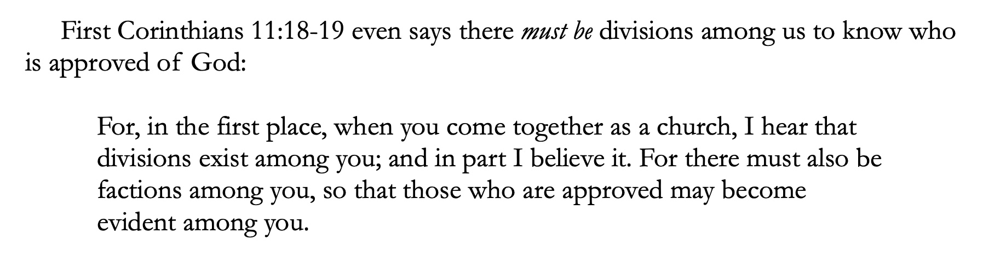 First Corinthians 11:18-19 even says there must be divisions among us to know who
is approved of God:
For, in the first place, when you come together as a church, I hear that
divisions exist among you; and in part I believe it. For there must also be
factions among you, so that those who are approved may become
evident among you.